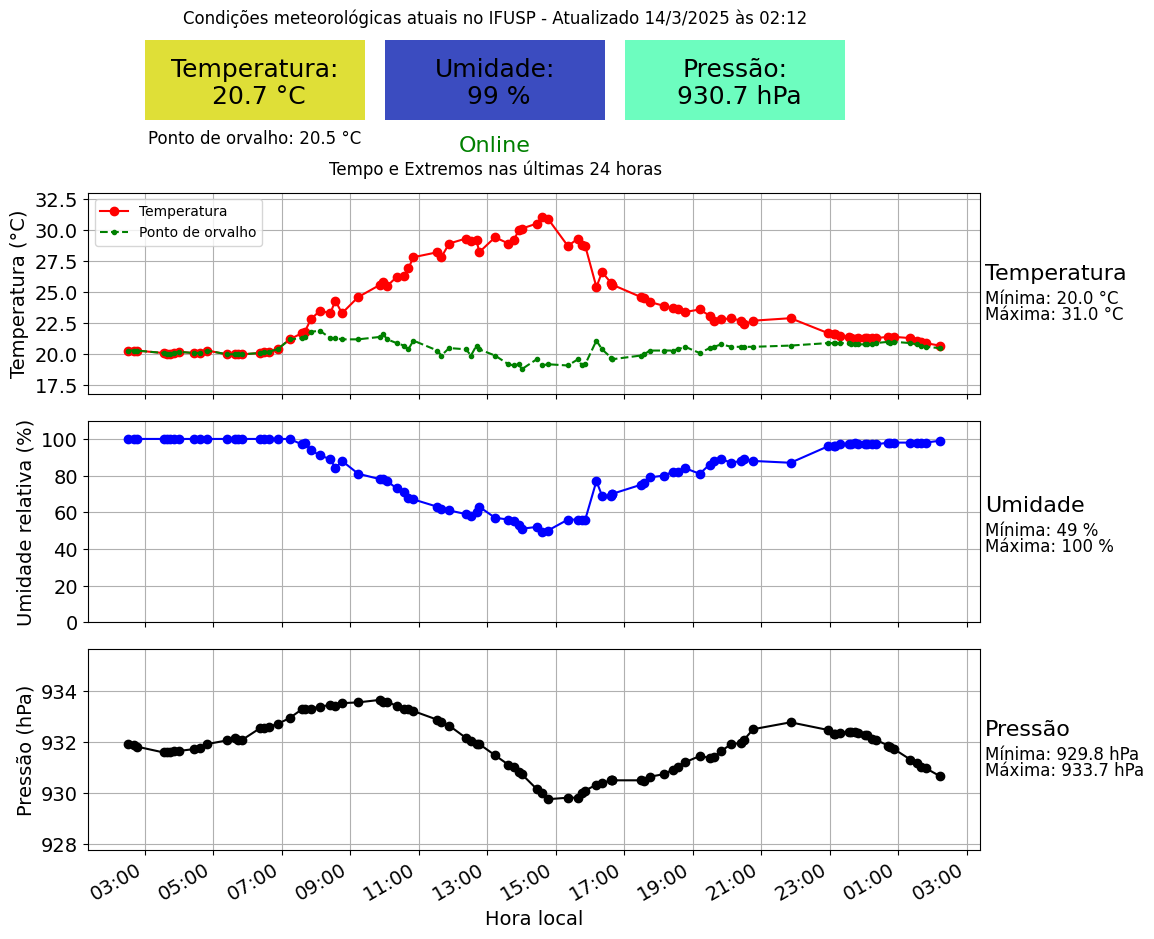 Condições meteorológicas atuais no IFUSP - Atualizado 14/3/2025 às 02:12
Temperatura:
20.7 °C
Umidade:
99 %
Pressão:
930.7 hPa
Ponto de orvalho: 20.5 °C
Online
Tempo e Extremos nas últimas 24 horas
Temperatura (°C)
32.5
30.0
27.5
25.0
22.5
20.0
17.5
Temperatura
Ponto de orvalho
Temperatura
Mínima: 20.0 °C
Máxima: 31.0 °C
Umidade relativa (%)
100
80
60
40
20
0
Umidade
Mínima: 49 %
Máxima: 100 %
Pressão (hPa)
934
932
930
928
Pressão
Mínima: 929.8 hPa
Máxima: 933.7 hPa
03:00 05:00 07:00 09:00 11:00 13:00 15:00 17:00 19:00 21:00 23:00 01:00 03:00
Hora local